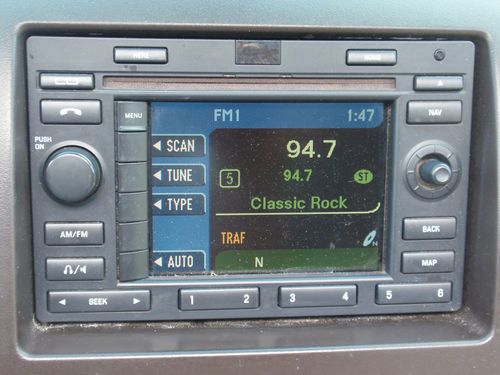 HOME
MENU
FM1 1:47
NAV
PUSH ON
SCAN
94.7
TUNE
5 94.7 ST
TYPE
Classic Rock
AM/FM
TRAF
BACK
AUTO
N
N
MAP
SEEK
1 2 3 4 5 6